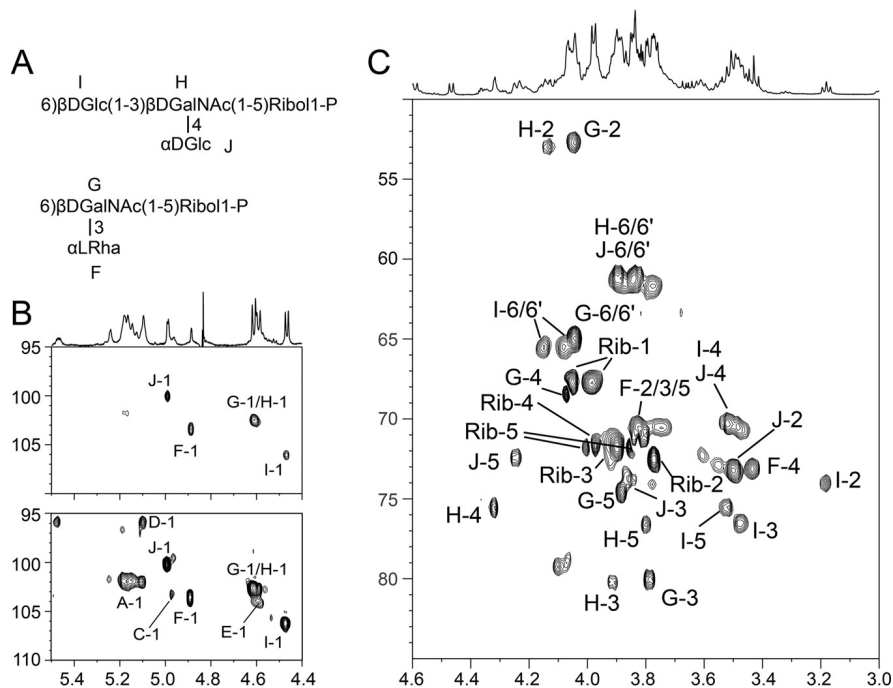 A
I H
6)βDGlc(1-3)βDGalNAc(1-5)Ribol1-P
|4
αDGlc J
G
6)βDGalNAc(1-5)Ribol1-P
|3
αLRha
F
B
95
100
105
J-1
F-1
G-1/H-1
I-1
95
100
105
110
D-1
J-1
G-1/H-1
A-1
C-1
F-1
E-1
I-1
5.4 5.2 5.0 4.8 4.6 4.4
C
H-2 G-2
55
H-6/6'
J-6/6'
60
I-6/6' G-6/6'
65
Rib-1
I-4
G-4
J-4
F-2/3/5
Rib-4
70
J-2
Rib-5
J-5
F-4
Rib-3
Rib-2
I-2
75
G-5
J-3
H-4
H-5
I-5
I-3
80
H-3
G-3
4.6 4.4 4.2 4.0 3.8 3.6 3.4 3.2 3.0